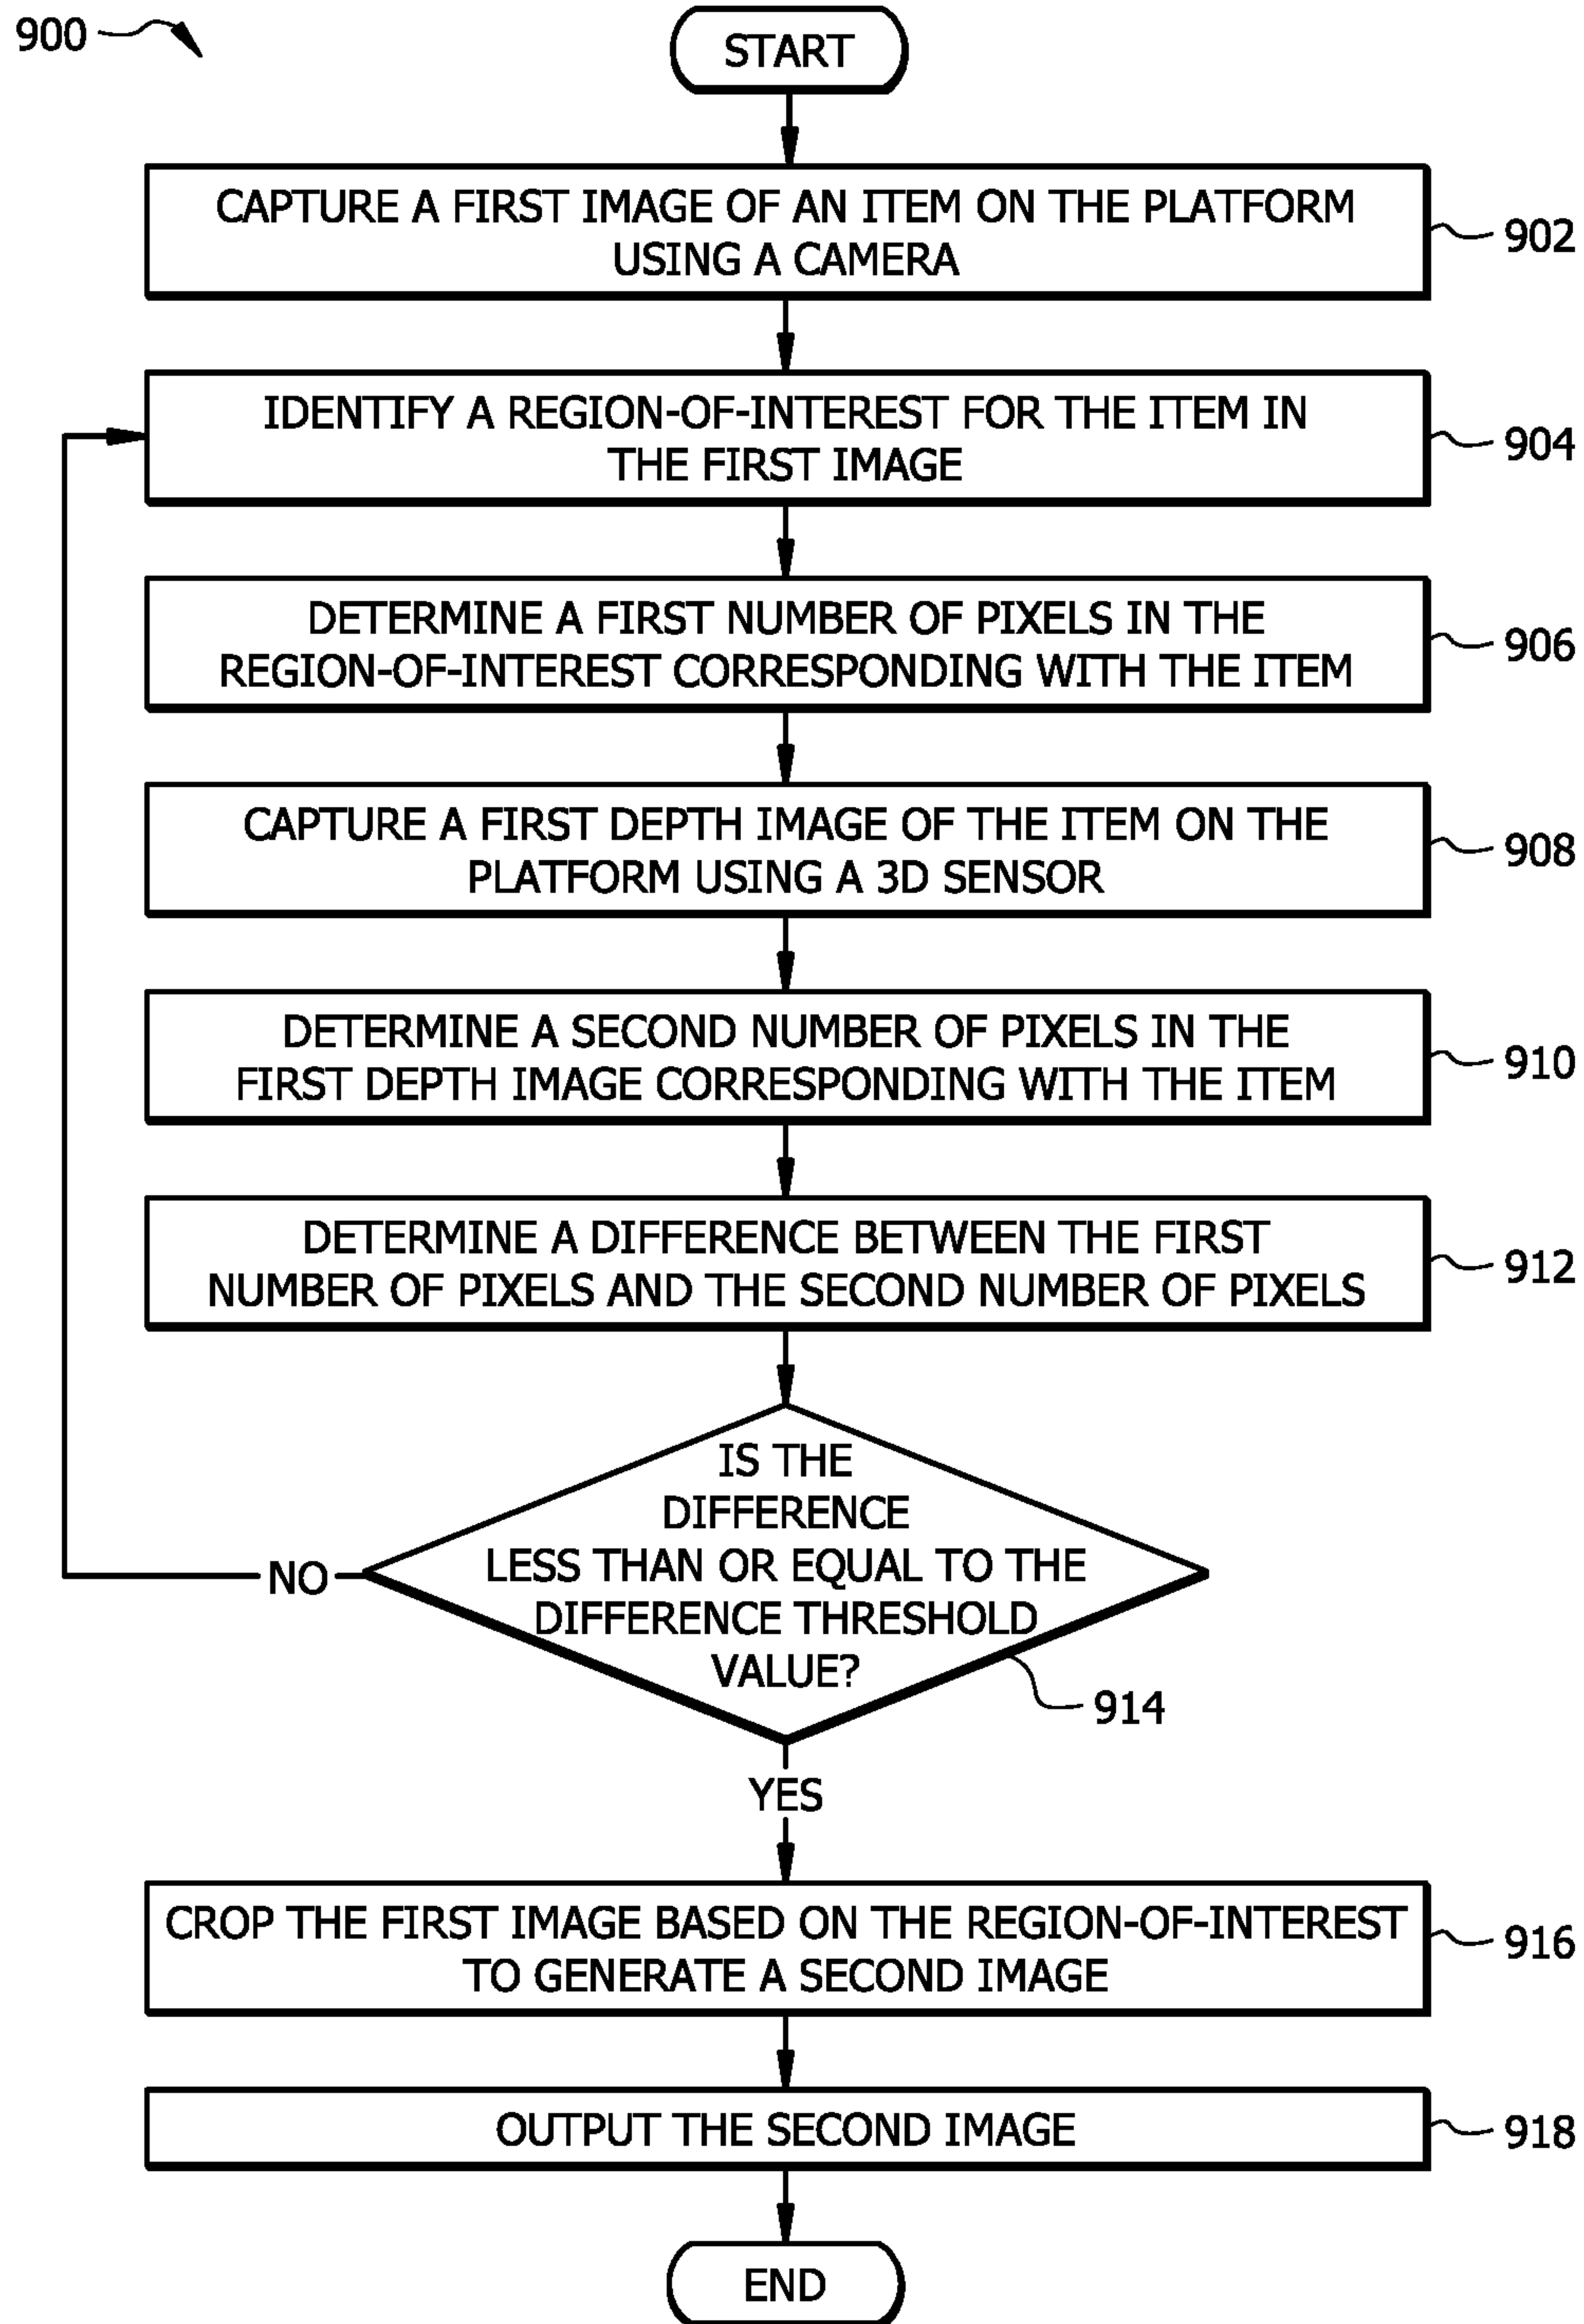 900
START
CAPTURE A FIRST IMAGE OF AN ITEM ON THE PLATFORM
USING A CAMERA
902
IDENTIFY A REGION-OF-INTEREST FOR THE ITEM IN
THE FIRST IMAGE
904
DETERMINE A FIRST NUMBER OF PIXELS IN THE
REGION-OF-INTEREST CORRESPONDING WITH THE ITEM
906
CAPTURE A FIRST DEPTH IMAGE OF THE ITEM ON THE
PLATFORM USING A 3D SENSOR
908
DETERMINE A SECOND NUMBER OF PIXELS IN THE
FIRST DEPTH IMAGE CORRESPONDING WITH THE ITEM
910
DETERMINE A DIFFERENCE BETWEEN THE FIRST
NUMBER OF PIXELS AND THE SECOND NUMBER OF PIXELS
912
IS THE
DIFFERENCE
LESS THAN OR EQUAL TO THE
DIFFERENCE THRESHOLD
VALUE?
NO
914
YES
CROP THE FIRST IMAGE BASED ON THE REGION-OF-INTEREST
TO GENERATE A SECOND IMAGE
916
OUTPUT THE SECOND IMAGE
918
END